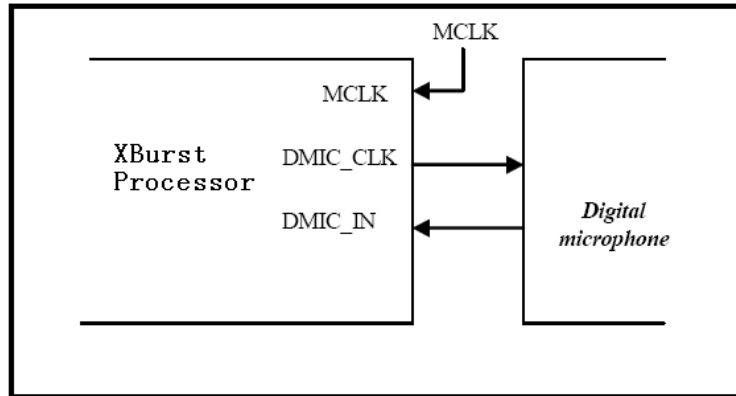 MCLK
MCLK
XBurst
Processor
DMIC_CLK
DMIC_IN
Digital
microphone